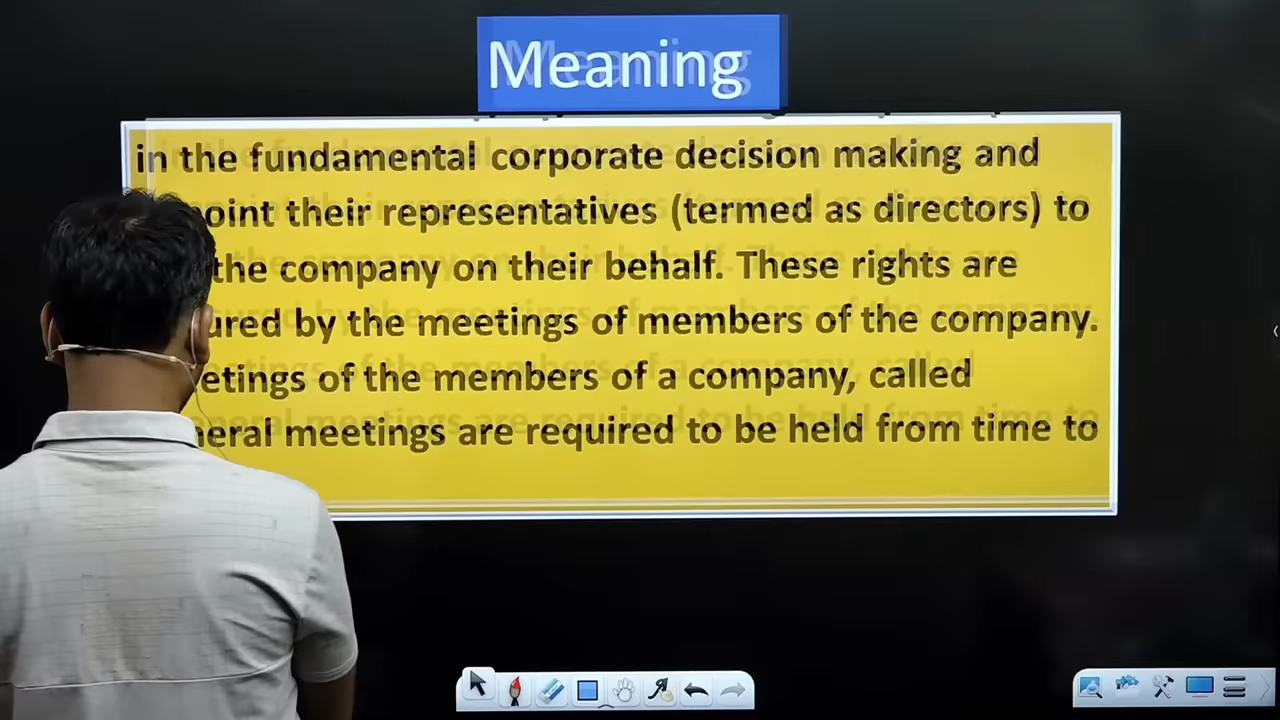 Meaning
in the fundamental corporate decision making and
point their representatives (termed as directors) to
the company on their behalf. These rights are
ured by the meetings of members of the company.
etings of the members of a company, called
neral meetings are required to be held from time to